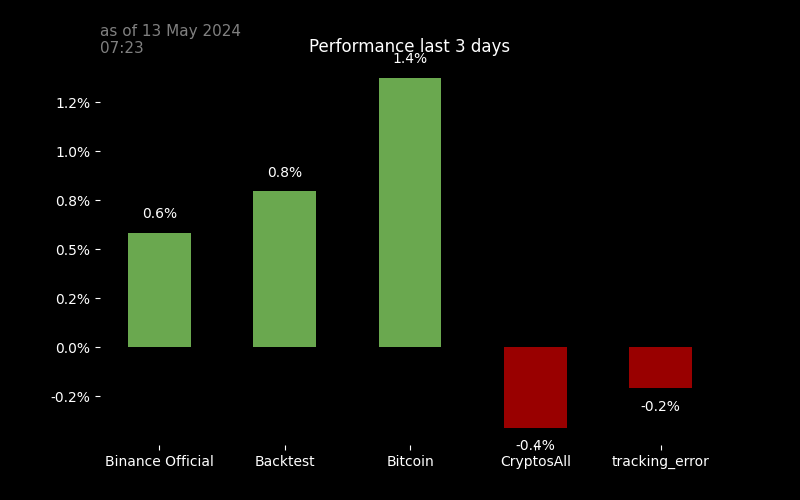 as of 13 May 2024
07:23
Performance last 3 days
1.4%
1.2%
1.0%
0.8%
0.8%
0.6%
0.5%
0.2%
0.0%
-0.2%
-0.2%
-0.4%
Binance Official
Backtest
Bitcoin
CryptosAll
tracking_error